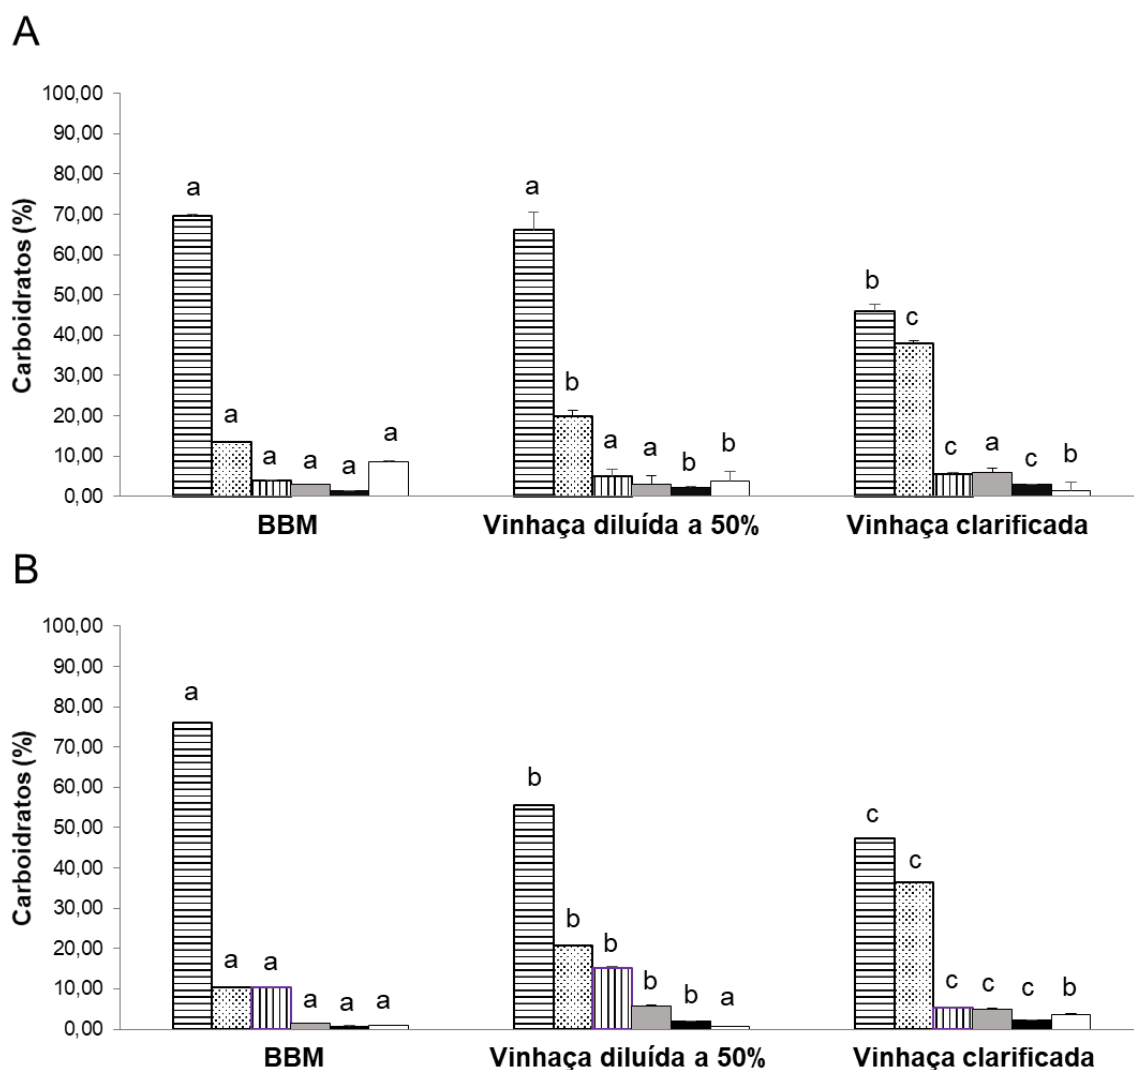 A
Carboidratos (%)
100,00
90,00
80,00
70,00
60,00
50,00
40,00
30,00
20,00
10,00
0,00
a a a a a a
a b a a b b
b c c a c b
BBM Vinhaça diluída a 50% Vinhaça clarificada
B
Carboidratos (%)
100,00
90,00
80,00
70,00
60,00
50,00
40,00
30,00
20,00
10,00
0,00
a a a a a a
b b b b b a
c c c c c b
BBM Vinhaça diluída a 50% Vinhaça clarificada